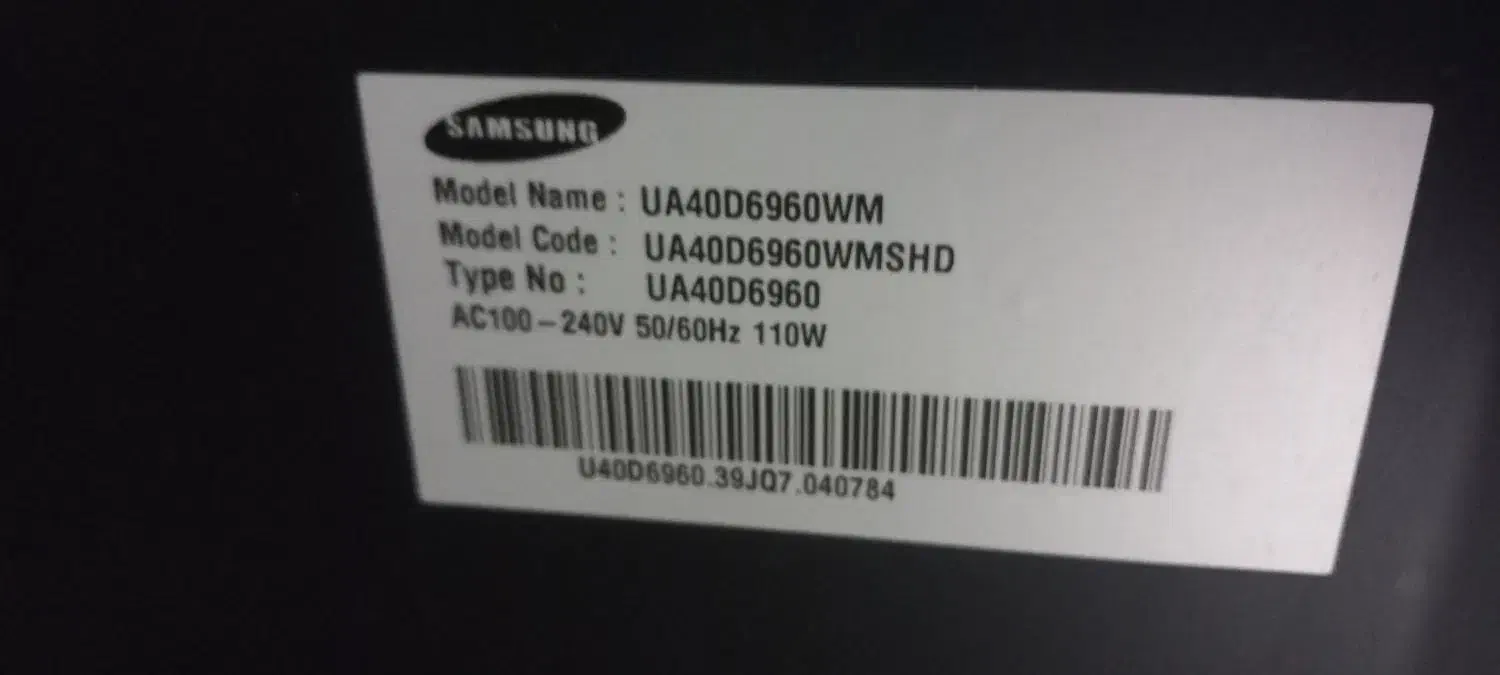 SAMSUNG
Model Name : UA40D6960WM
Model Code : UA40D6960WMSHD
Type No : UA40D6960
AC100–240V 50/60Hz 110W
U40D6960.39JQ7.040784